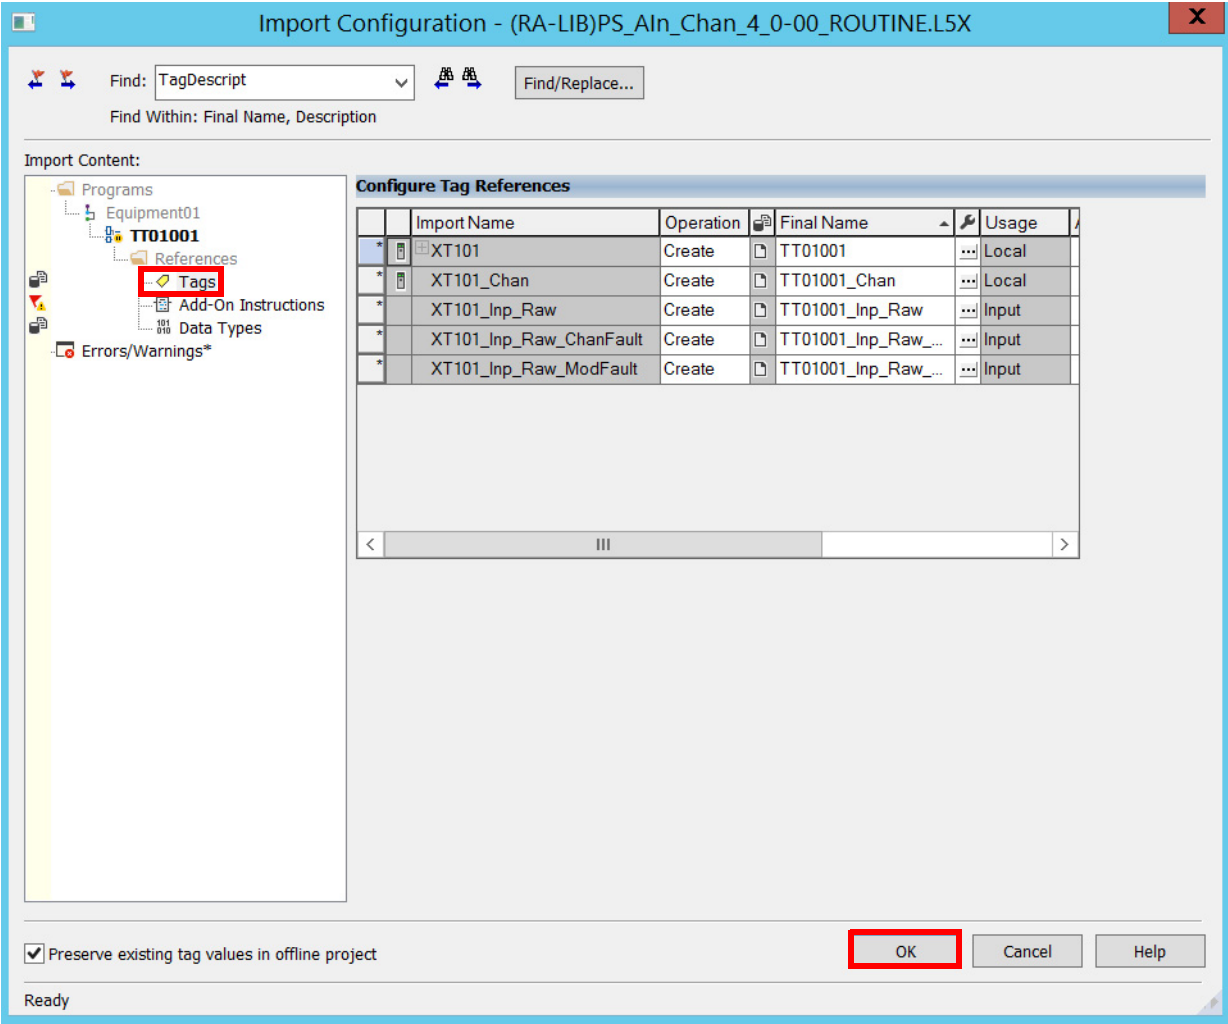 Import Configuration - (RA-LIB)PS_AIn_Chan_4_0-00_ROUTINE.L5X
X
Find: TagDescript Find/Replace...
Find Within: Final Name, Description
Import Content:
Programs
Equipment01
TT01001
References
Tags
Add-On Instructions
Data Types
Errors/Warnings*
Configure Tag References
Import Name Operation Final Name Usage
* XT101 Create TT01001 ... Local
* XT101_Chan Create TT01001_Chan ... Local
* XT101_Inp_Raw Create TT01001_Inp_Raw ... Input
* XT101_Inp_Raw_ChanFault Create TT01001_Inp_Raw_... ... Input
* XT101_Inp_Raw_ModFault Create TT01001_Inp_Raw_... ... Input
Preserve existing tag values in offline project
OK Cancel Help
Ready